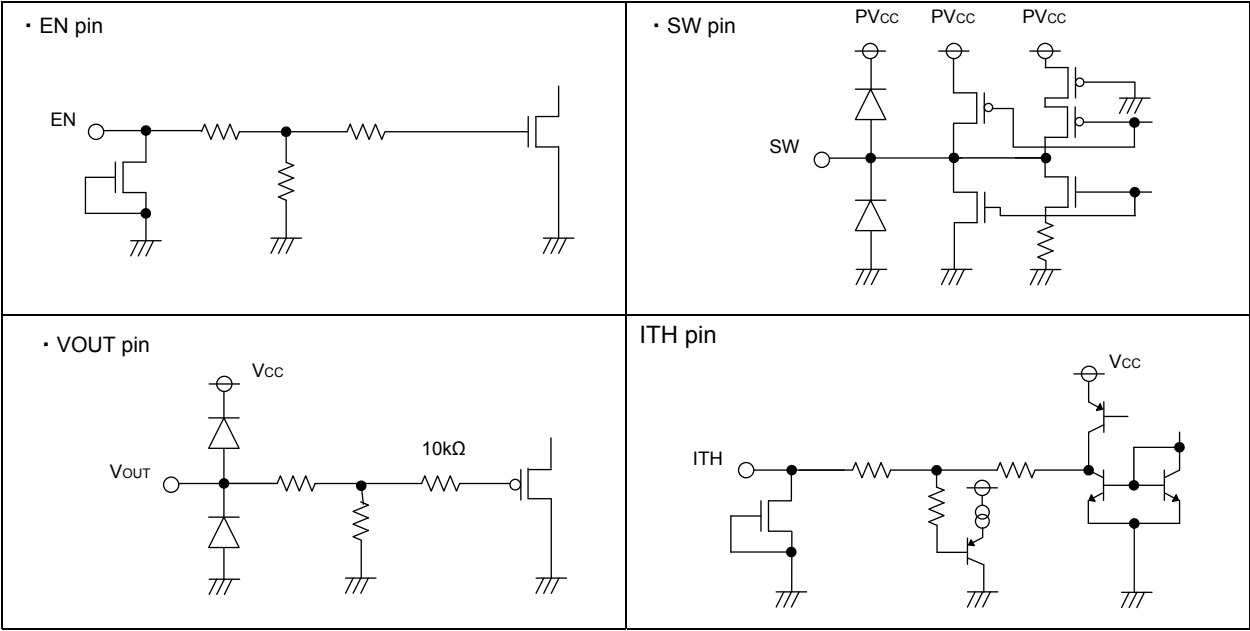 ・EN pin
EN
・SW pin
PVCC PVCC PVCC
SW
・VOUT pin
VCC
VOUT
10kΩ
ITH pin
VCC
ITH